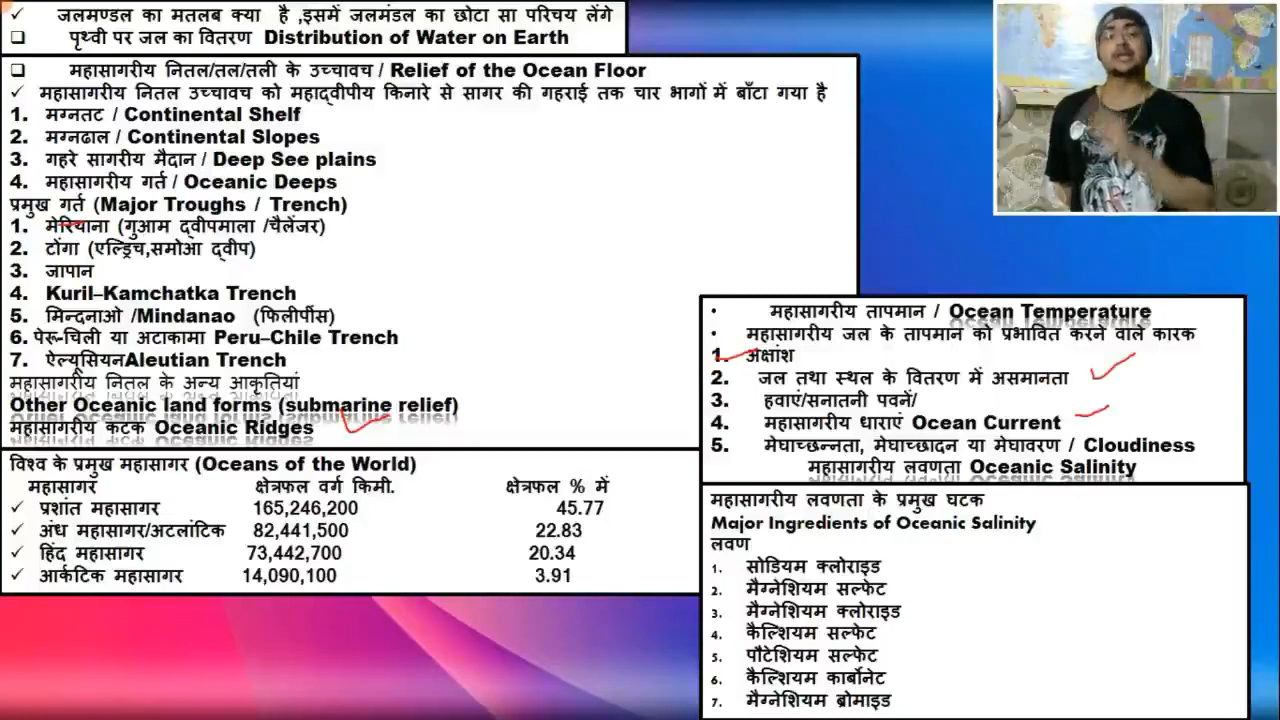 ✓ जलमण्डल का मतलब क्या है ,इसमें जलमंडल का छोटा सा परिचय लेंगे
❑ पृथ्वी पर जल का वितरण Distribution of Water on Earth
❑ महासागरीय नितल/तल/तली के उच्चावच / Relief of the Ocean Floor
✓ महासागरीय नितल उच्चावच को महाद्वीपीय किनारे से सागर की गहराई तक चार भागों में बाँटा गया है
1. मग्नतट / Continental Shelf
2. मग्नढाल / Continental Slopes
3. गहरे सागरीय मैदान / Deep See plains
4. महासागरीय गर्त / Oceanic Deeps
प्रमुख गर्त (Major Troughs / Trench)
1. मेरियाना (गुआम द्वीपमाला /चैलेंजर)
2. टोंगा (एल्ड्रिच,समोआ द्वीप)
3. जापान
4. Kuril–Kamchatka Trench
5. मिन्दनाओ /Mindanao (फिलीपींस)
6. पेरू-चिली या अटाकामा Peru–Chile Trench
7. ऐल्यूसियनAleutian Trench
महासागरीय नितल के अन्य आकृतियां
Other Oceanic land forms (submarine relief)
महासागरीय कटक Oceanic Ridges
विश्व के प्रमुख महासागर (Oceans of the World)
महासागर क्षेत्रफल वर्ग किमी. क्षेत्रफल % में
✓ प्रशांत महासागर 165,246,200 45.77
✓ अंध महासागर/अटलांटिक 82,441,500 22.83
✓ हिंद महासागर 73,442,700 20.34
✓ आर्कटिक महासागर 14,090,100 3.91
• महासागरीय तापमान / Ocean Temperature
• महासागरीय जल के तापमान को प्रभावित करने वाले कारक
1. अक्षांश
2. जल तथा स्थल के वितरण में असमानता
3. हवाएं/सनातनी पवनें/
4. महासागरीय धाराएं Ocean Current
5. मेघाच्छन्नता, मेघाच्छादन या मेघावरण / Cloudiness
महासागरीय लवणता Oceanic Salinity
महासागरीय लवणता के प्रमुख घटक
Major Ingredients of Oceanic Salinity
लवण
1. सोडियम क्लोराइड
2. मैग्नेशियम सल्फेट
3. मैग्नेशियम क्लोराइड
4. कैल्शियम सल्फेट
5. पौटेशियम सल्फेट
6. कैल्शियम कार्बोनेट
7. मैग्नेशियम ब्रोमाइड